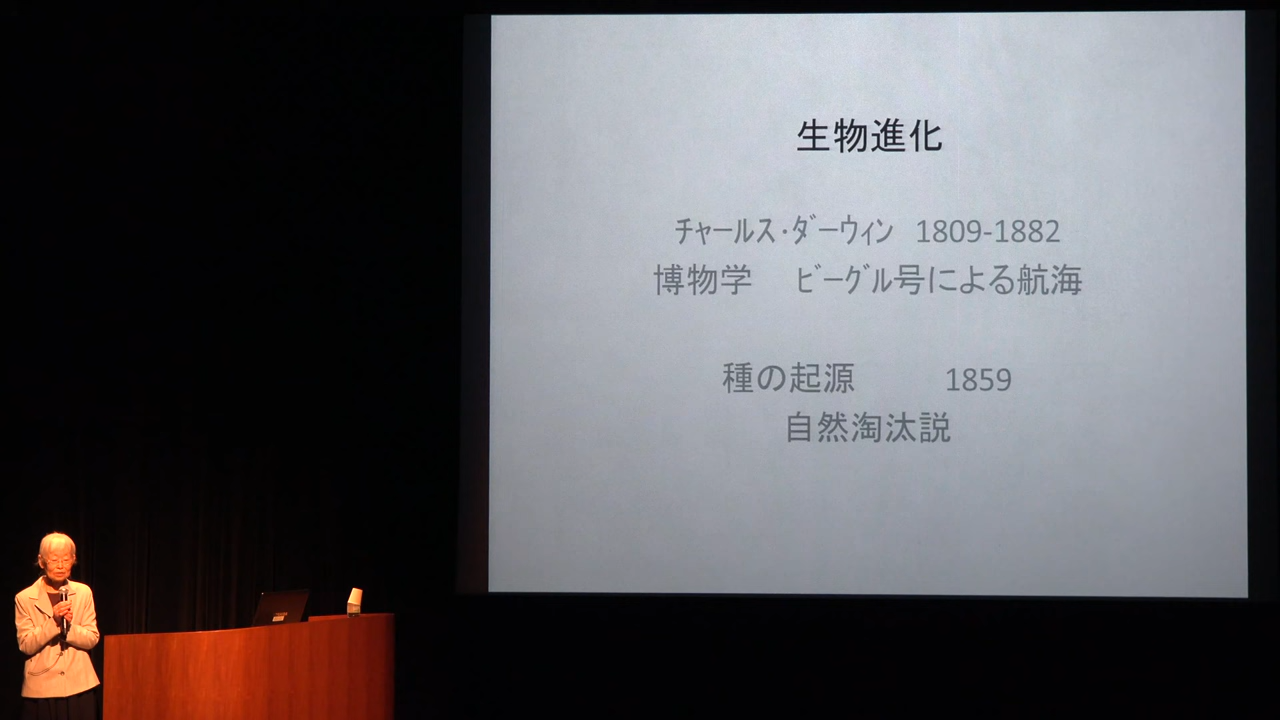 生物進化
ﾁｬｰﾙｽ･ﾀﾞｰｳｨﾝ 1809-1882
博物学　ﾋﾞｰｸﾞﾙ号による航海
種の起源　1859
自然淘汰説